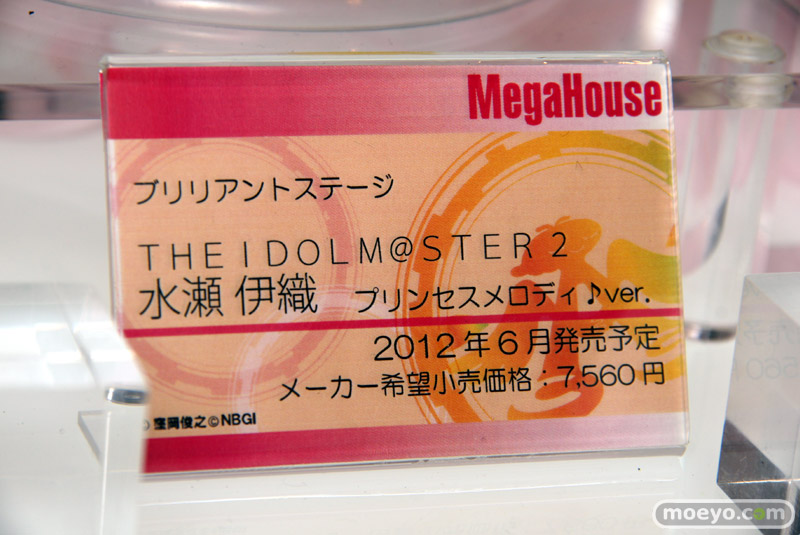 MegaHouse
ブリリアントステージ
THE IDOLM@STER 2
水瀬 伊織 プリンセスメロディ♪ver.
2012年6月発売予定
メーカー希望小売価格：7,560円
窪岡俊之©NBGI
560
moeyo.com